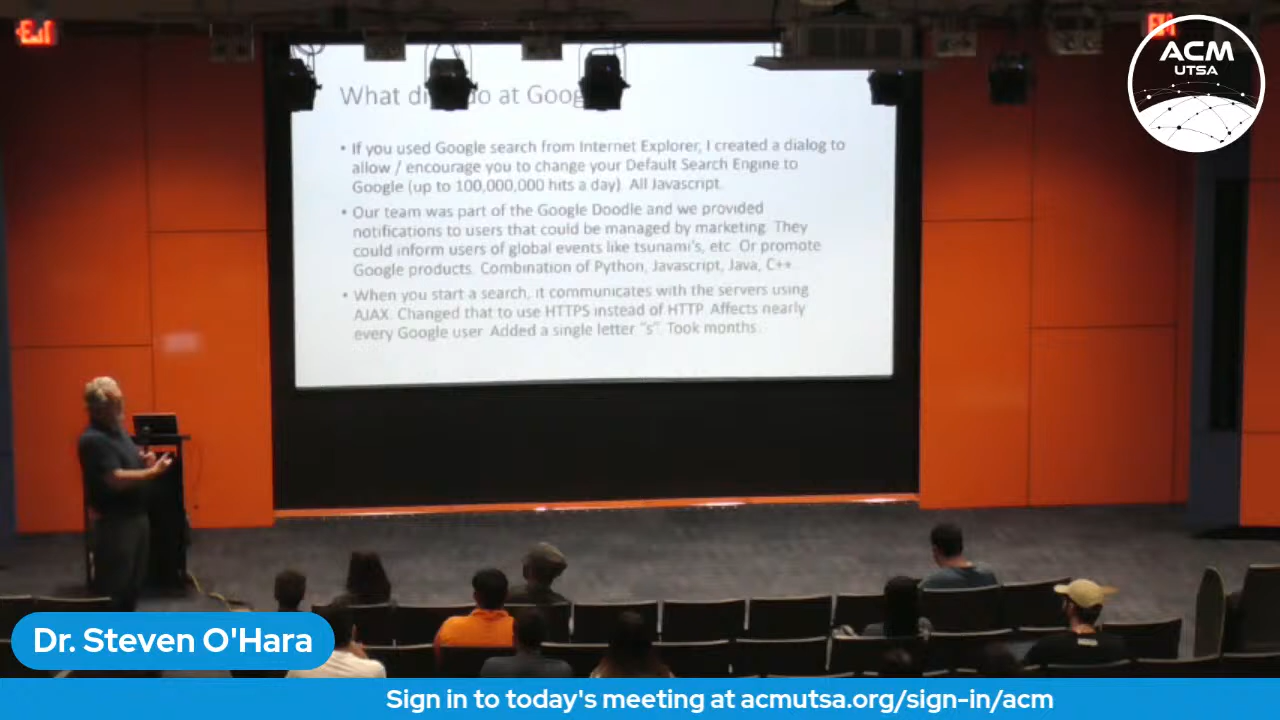 EXIT
EXIT
ACM
UTSA
What do at Goog
• If you used Google search from Internet Explorer, I created a dialog to
allow / encourage you to change your Default Search Engine to
Google (up to 100,000,000 hits a day). All Javascript.
• Our team was part of the Google Doodle and we provided
notifications to users that could be managed by marketing. They
could inform users of global events like tsunami's, etc. Or promote
Google products. Combination of Python, Javascript, Java, C++
• When you start a search, it communicates with the servers using
AJAX. Changed that to use HTTPS instead of HTTP. Affects nearly
every Google user. Added a single letter "s". Took months.
Dr. Steven O'Hara
Sign in to today's meeting at acmutsa.org/sign-in/acm